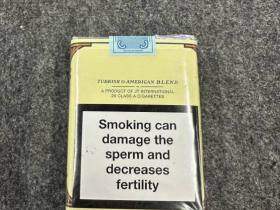 TURKISH & AMERICAN BLEND
A PRODUCT OF JT INTERNATIONAL
20 CLASS A CIGARETTES
Smoking can
damage the
sperm and
decreases
fertility